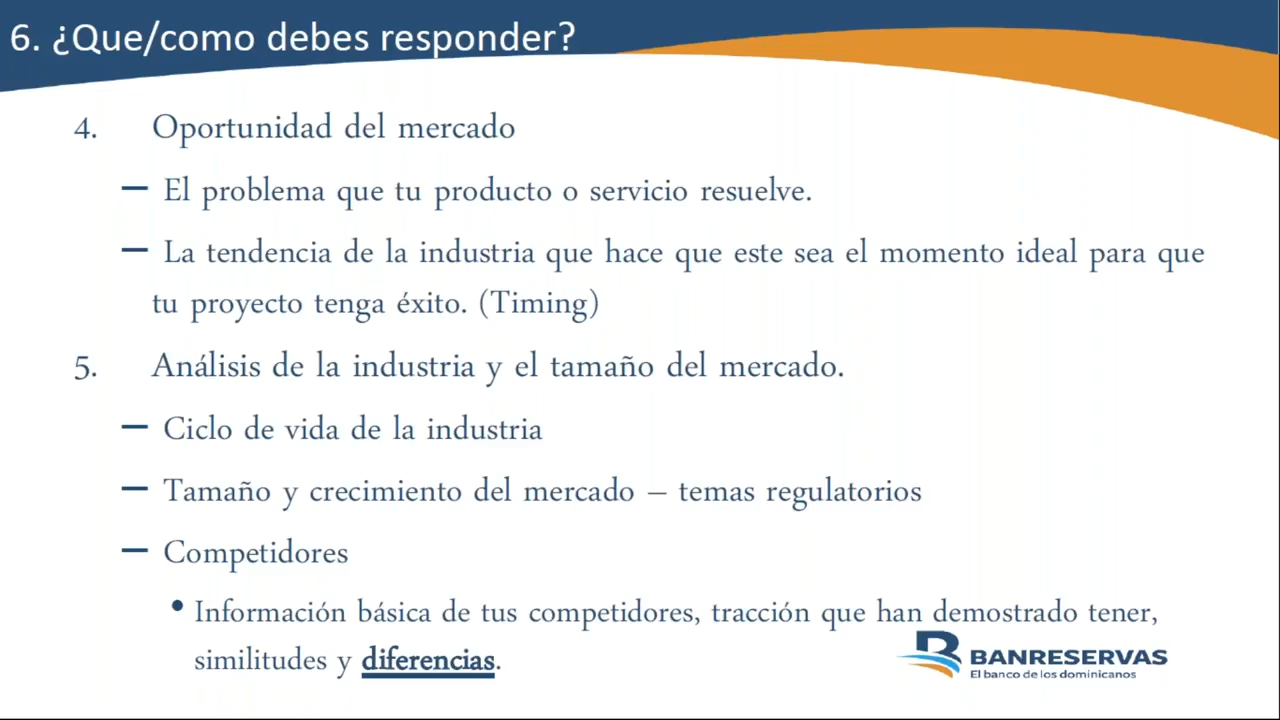 6. ¿Que/como debes responder?
4. Oportunidad del mercado
– El problema que tu producto o servicio resuelve.
– La tendencia de la industria que hace que este sea el momento ideal para que
tu proyecto tenga éxito. (Timing)
5. Análisis de la industria y el tamaño del mercado.
– Ciclo de vida de la industria
– Tamaño y crecimiento del mercado – temas regulatorios
– Competidores
• Información básica de tus competidores, tracción que han demostrado tener,
similitudes y diferencias.
BANRESERVAS
El banco de los dominicanos